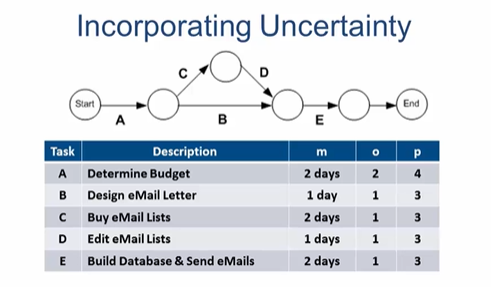 Incorporating Uncertainty
C
D
Start
End
A
B
E
Task Description m o p
A Determine Budget 2 days 2 4
B Design eMail Letter 1 day 1 3
C Buy eMail Lists 2 days 1 3
D Edit eMail Lists 1 days 1 3
E Build Database & Send eMails 2 days 1 3